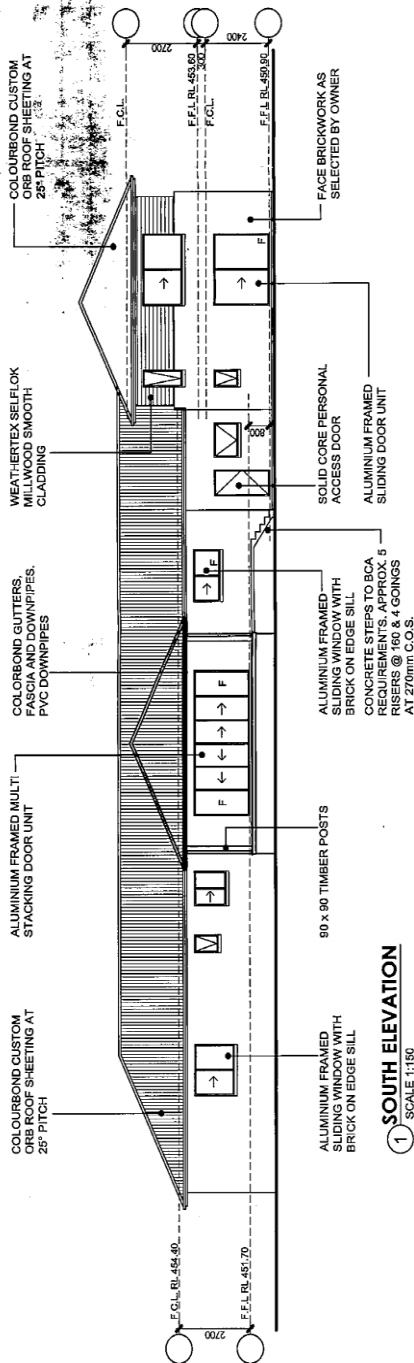 COLOURBOND CUSTOM
ORB ROOF SHEETING AT
25° PITCH
ALUMINIUM FRAMED MULTI
STACKING DOOR UNIT
COLORBOND GUTTERS,
FASCIA AND DOWNPIPES.
PVC DOWNPIPES
WEATHERTEX SELFLOK
MILLWOOD SMOOTH
CLADDING
COLOURBOND CUSTOM
ORB ROOF SHEETING AT
25° PITCH
F.C.L. RL 454.40
2700
F.F.L RL 451.70
F
F
F
F
F
800
F.C.L.
2700
F.F.L RL 453.60
300
F.C.L.
2400
F.F.L RL 450.90
ALUMINIUM FRAMED
SLIDING WINDOW WITH
BRICK ON EDGE SILL
90 x 90 TIMBER POSTS
ALUMINIUM FRAMED
SLIDING WINDOW WITH
BRICK ON EDGE SILL
CONCRETE STEPS TO BCA
REQUIREMENTS. APPROX. 5
RISERS @ 160 & 4 GOINGS
AT 270mm C.O.S.
SOLID CORE PERSONAL
ACCESS DOOR
ALUMINIUM FRAMED
SLIDING DOOR UNIT
FACE BRICKWORK AS
SELECTED BY OWNER
1
SOUTH ELEVATION
SCALE 1:150